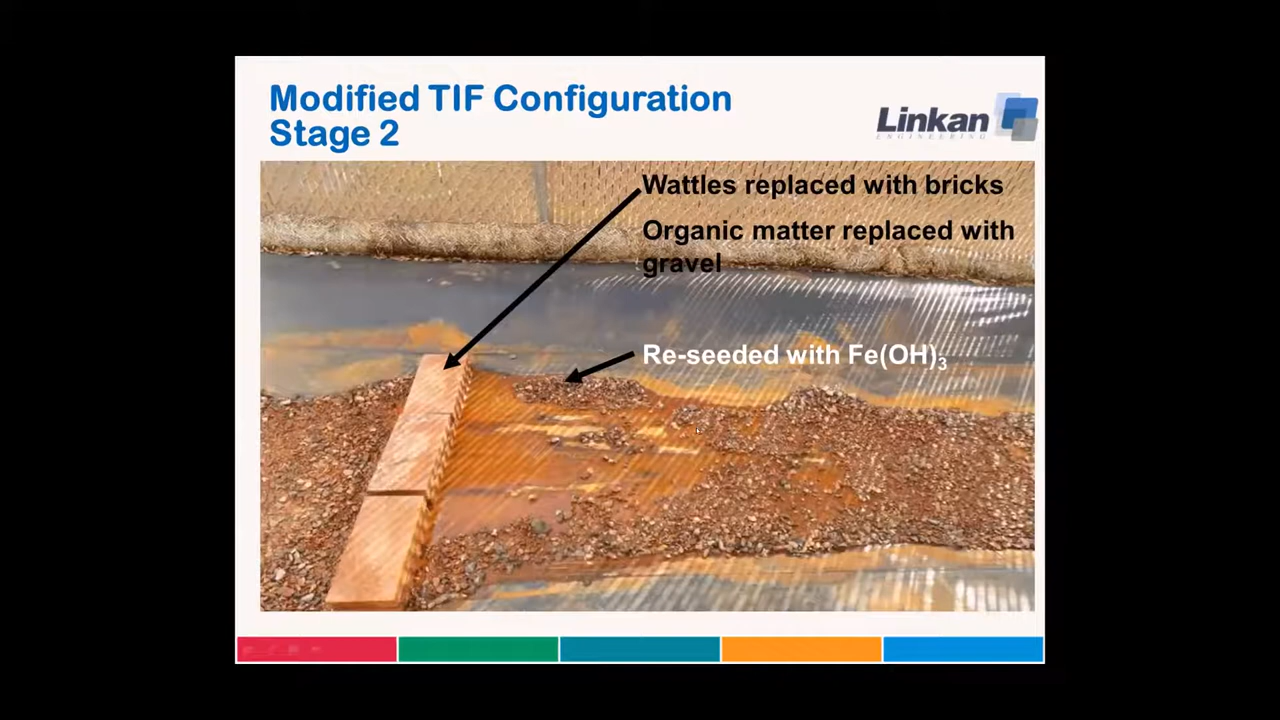 Modified TIF Configuration
Stage 2
Linkan
ENGINEERING
Wattles replaced with bricks
Organic matter replaced with
gravel
Re-seeded with Fe(OH)₃